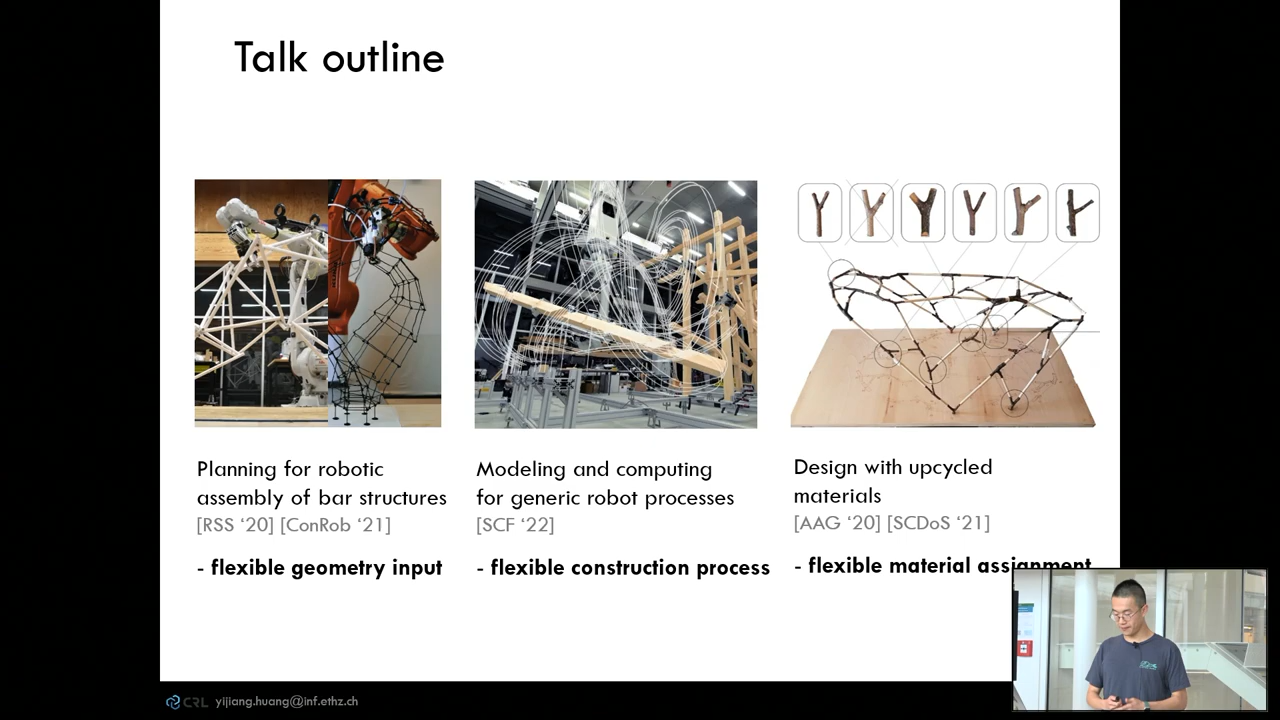 Talk outline
Planning for robotic
assembly of bar structures
[RSS ‘20] [ConRob ‘21]
- flexible geometry input
Modeling and computing
for generic robot processes
[SCF ‘22]
- flexible construction process
Design with upcycled
materials
[AAG ‘20] [SCDoS ‘21]
- flexible material assignment
CRL yijiang.huang@inf.ethz.ch